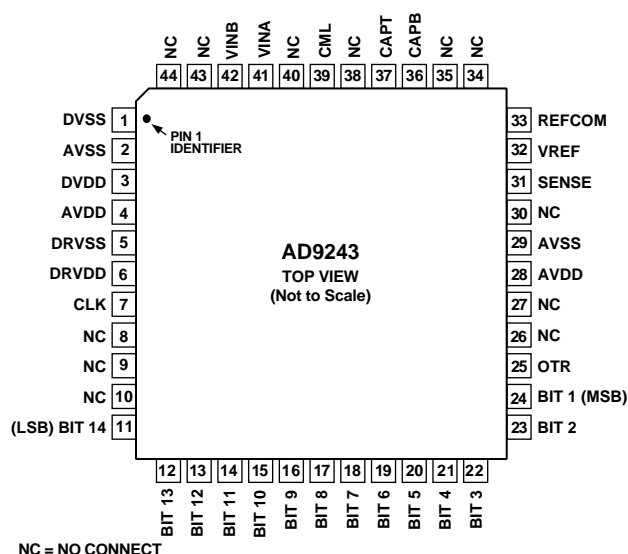 NC
NC
VINB
VINA
NC
CML
NC
CAPT
CAPB
NC
NC
44 43 42 41 40 39 38 37 36 35 34
DVSS 1
AVSS 2
DVDD 3
AVDD 4
DRVSS 5
DRVDD 6
CLK 7
NC 8
NC 9
NC 10
(LSB) BIT 14 11
PIN 1
IDENTIFIER
AD9243
TOP VIEW
(Not to Scale)
33 REFCOM
32 VREF
31 SENSE
30 NC
29 AVSS
28 AVDD
27 NC
26 NC
25 OTR
24 BIT 1 (MSB)
23 BIT 2
12 13 14 15 16 17 18 19 20 21 22
BIT 13
BIT 12
BIT 11
BIT 10
BIT 9
BIT 8
BIT 7
BIT 6
BIT 5
BIT 4
BIT 3
NC = NO CONNECT